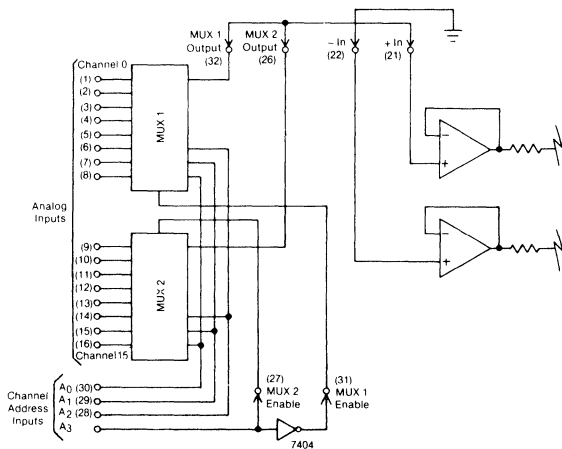 MUX 1
Output
(32)
MUX 2
Output
(26)
– In
(22)
+ In
(21)
Channel 0
(1)
(2)
(3)
(4)
(5)
(6)
(7)
(8)
MUX 1
Analog
Inputs
(9)
(10)
(11)
(12)
(13)
(14)
(15)
(16)
Channel 15
MUX 2
–
+
–
+
Channel
Address
Inputs
A0 (30)
A1 (29)
A2 (28)
A3
(27)
MUX 2
Enable
(31)
MUX 1
Enable
7404